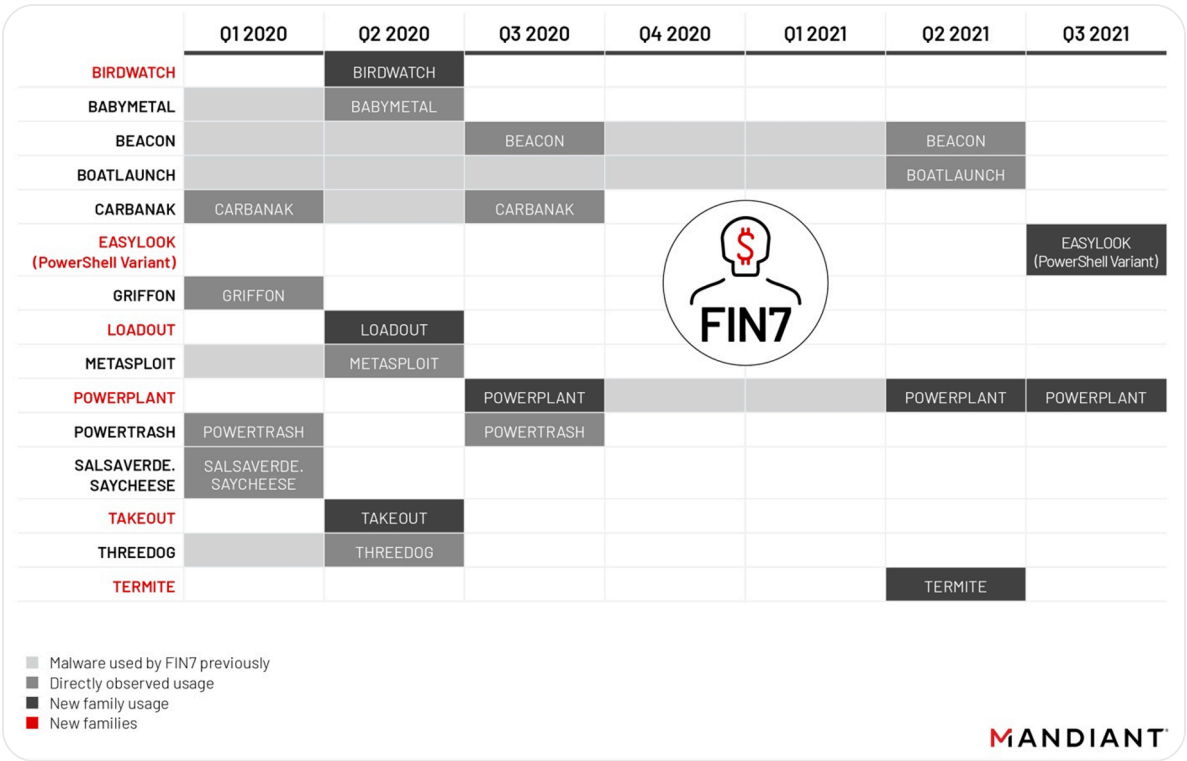 Q1 2020 Q2 2020 Q3 2020 Q4 2020 Q1 2021 Q2 2021 Q3 2021
BIRDWATCH BIRDWATCH
BABYMETAL BABYMETAL
BEACON BEACON BEACON
BOATLAUNCH BOATLAUNCH
CARBANAK CARBANAK CARBANAK
EASYLOOK EASYLOOK
(PowerShell Variant) (PowerShell Variant)
GRIFFON GRIFFON
LOADOUT LOADOUT
METASPLOIT METASPLOIT
$
FIN7
POWERPLANT POWERPLANT POWERPLANT POWERPLANT
POWERTRASH POWERTRASH POWERTRASH
SALSAVERDE. SALSAVERDE.
SAYCHEESE SAYCHEESE
TAKEOUT TAKEOUT
THREEDOG THREEDOG
TERMITE TERMITE
Malware used by FIN7 previously
Directly observed usage
New family usage
New families
MANDIANT